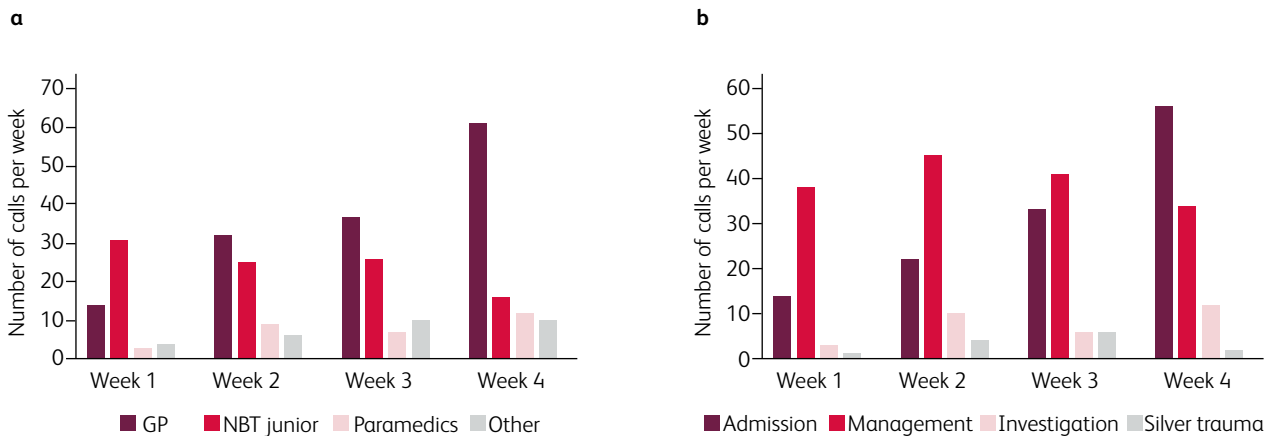 a
Number of calls per week
70
60
50
40
30
20
10
0
Week 1 Week 2 Week 3 Week 4
GP NBT junior Paramedics Other
b
Number of calls per week
60
50
40
30
20
10
0
Week 1 Week 2 Week 3 Week 4
Admission Management Investigation Silver trauma